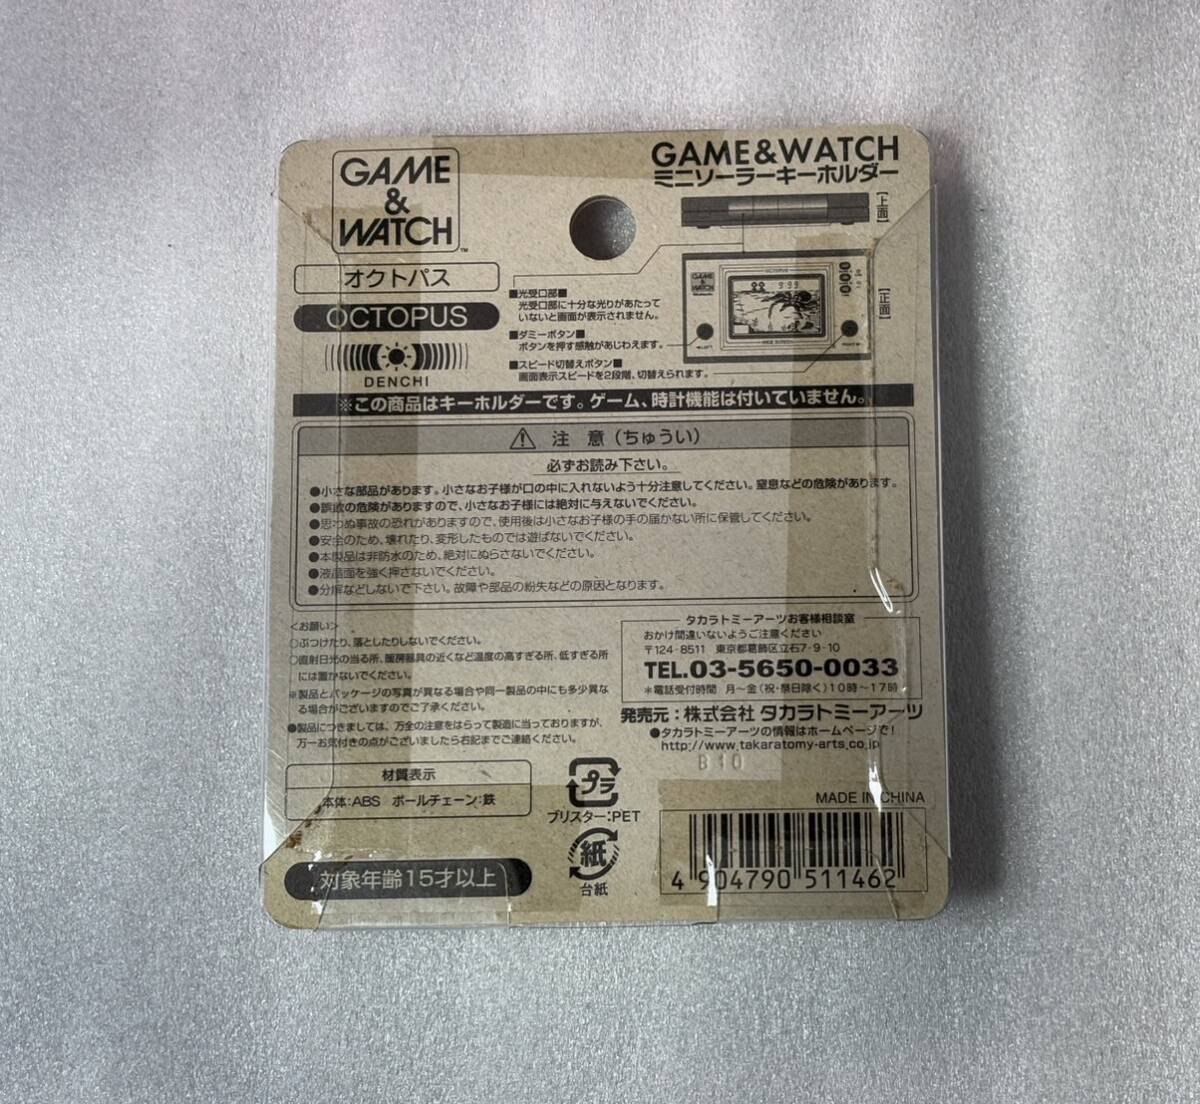 GAME
&
WATCH™
オクトパス
OCTOPUS
DENCHI
GAME&WATCH
ミニソーラーキーホルダー
【上面】
【正面】
■光受口部■
光受口部に十分な光りがあたって
いないと画面が表示されません。
■ダミーボタン■
ボタンを押す感触があじわえます。
■スピード切替えボタン■
画面表示スピードを2段階、切替えられます。
GAME
&
WATCH
OCTOPUS
※この商品はキーホルダーです。ゲーム、時計機能は付いていません。
注 意（ちゅうい）
必ずお読み下さい。
●小さな部品があります。小さなお子様が口の中に入れないよう十分注意してください。窒息などの危険があります。
●誤飲の危険がありますので、小さなお子様には絶対に与えないでください。
●思わぬ事故の恐れがありますので、使用後は小さなお子様の手の届かない所に保管してください。
●安全のため、壊れたり、変形したものでは遊ばないでください。
●本製品は非防水のため、絶対にぬらさないでください。
●液晶面を強く押さないでください。
●分解などしないで下さい。故障や部品の紛失などの原因となります。
<お願い>
○ぶつけたり、落としたりしないでください。
○直射日光の当る所、暖房器具の近くなど温度の高すぎる所、低すぎる所
には置かないでください。
※製品とパッケージの写真が異なる場合や同一製品の中にも多少異な
る場合がございますのでご了承ください。
●製品につきましては、万全の注意をはらって製造に当っておりますが、
万一お気付きの点がございましたら右記までご連絡ください。
タカラトミーアーツお客様相談室
おかけ間違いないようご注意ください
〒124-8511 東京都葛飾区立石7-9-10
TEL.03-5650-0033
＊電話受付時間 月～金(祝・祭日除く)10時～17時
発売元：株式会社 タカラトミーアーツ
●タカラトミーアーツの情報はホームページで!
http://www.takaratomy-arts.co.jp
B10
材質表示
本体:ABS ボールチェーン:鉄
プラ
ブリスター:PET
紙
台紙
対象年齢15才以上
MADE IN CHINA
4 904790 511462